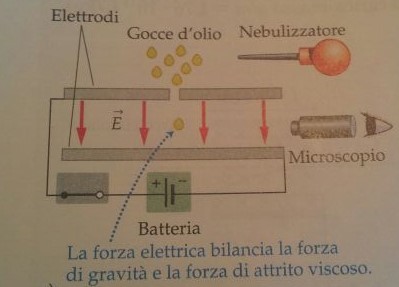 Elettrodi
Gocce d'olio
Nebulizzatore
E
Microscopio
+ −
Batteria
La forza elettrica bilancia la forza
di gravità e la forza di attrito viscoso.